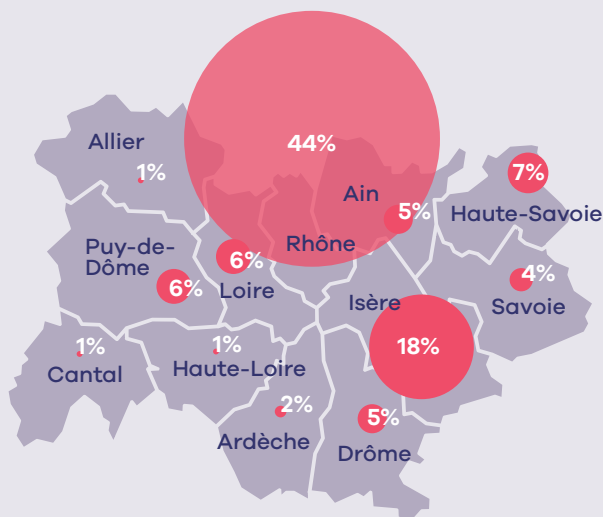 44%
Allier
1%
7%
Ain
5%
Haute-Savoie
Puy-de-
Dôme
Rhône
6%
6%
Loire
4%
Savoie
Isère
18%
1%
Cantal
1%
Haute-Loire
2%
Ardèche
5%
Drôme